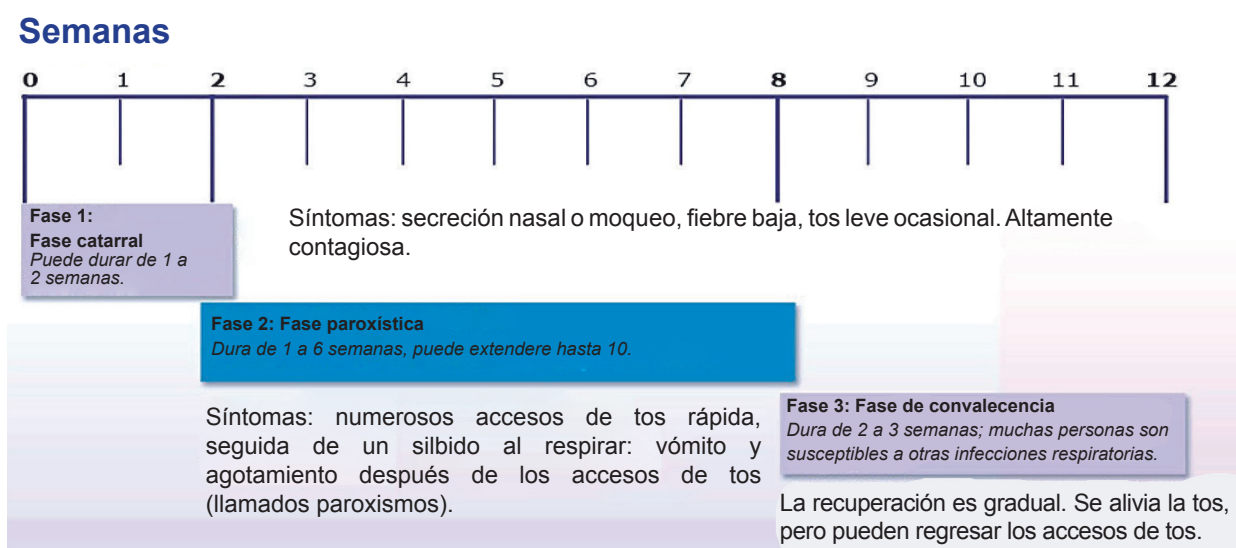 Semanas
0 1 2 3 4 5 6 7 8 9 10 11 12
Fase 1:
Fase catarral
Puede durar de 1 a
2 semanas.
Síntomas: secreción nasal o moqueo, fiebre baja, tos leve ocasional. Altamente
contagiosa.
Fase 2: Fase paroxística
Dura de 1 a 6 semanas, puede extendere hasta 10.
Síntomas: numerosos accesos de tos rápida,
seguida de un silbido al respirar: vómito y
agotamiento después de los accesos de tos
(llamados paroxismos).
Fase 3: Fase de convalecencia
Dura de 2 a 3 semanas; muchas personas son
susceptibles a otras infecciones respiratorias.
La recuperación es gradual. Se alivia la tos,
pero pueden regresar los accesos de tos.